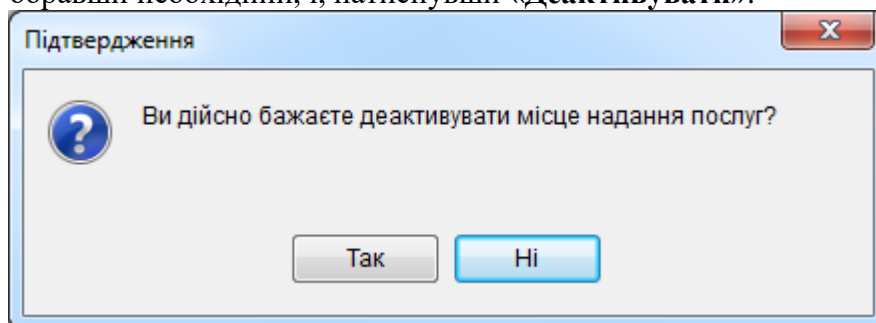 обравши необхідний, і, натиснувши «Деактивувати».
Підтвердження
Ви дійсно бажаєте деактивувати місце надання послуг?
Так
Ні